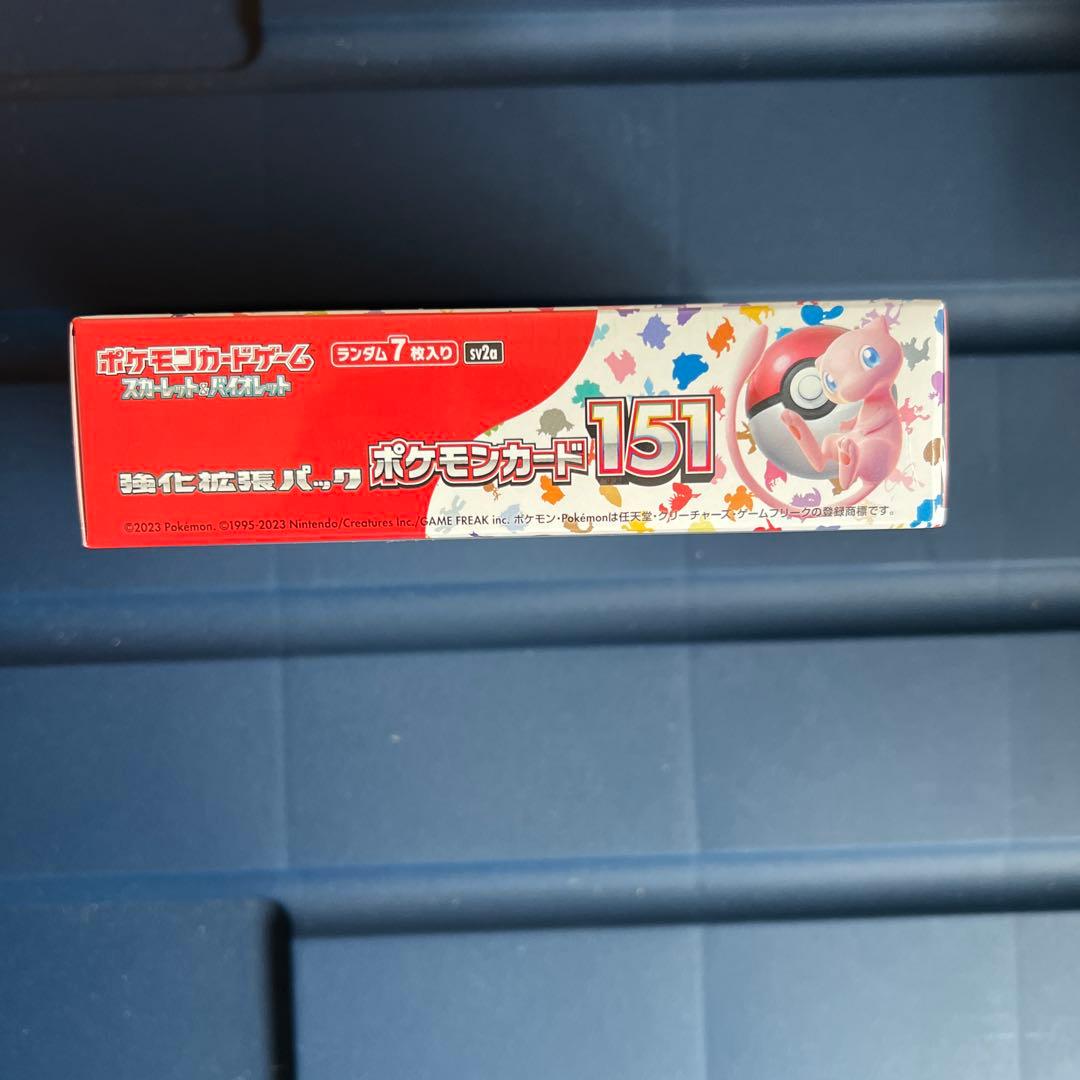 ポケモンカードゲーム
スカーレット&バイオレット
ランダム7枚入り sv2a
強化拡張パック ポケモンカード151
©2023 Pokémon. ©1995-2023 Nintendo/Creatures Inc./GAME FREAK inc. ポケモン・Pokémonは任天堂・クリーチャーズ・ゲームフリークの登録商標です。